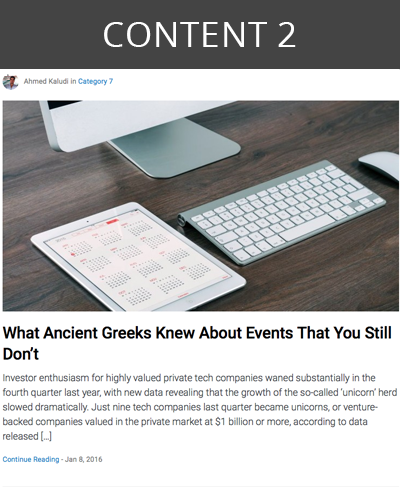 CONTENT 2
Ahmed Kaludi in Category 7
What Ancient Greeks Knew About Events That You Still
Don’t
Investor enthusiasm for highly valued private tech companies waned substantially in the
fourth quarter last year, with new data revealing that the growth of the so-called ‘unicorn’ herd
slowed dramatically. Just nine tech companies last quarter became unicorns, or venture-
backed companies valued in the private market at $1 billion or more, according to data
released [...]
Continue Reading - Jan 8, 2016